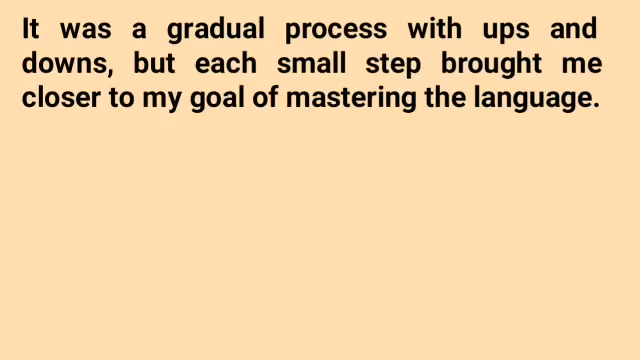 It was a gradual process with ups and
downs, but each small step brought me
closer to my goal of mastering the language.